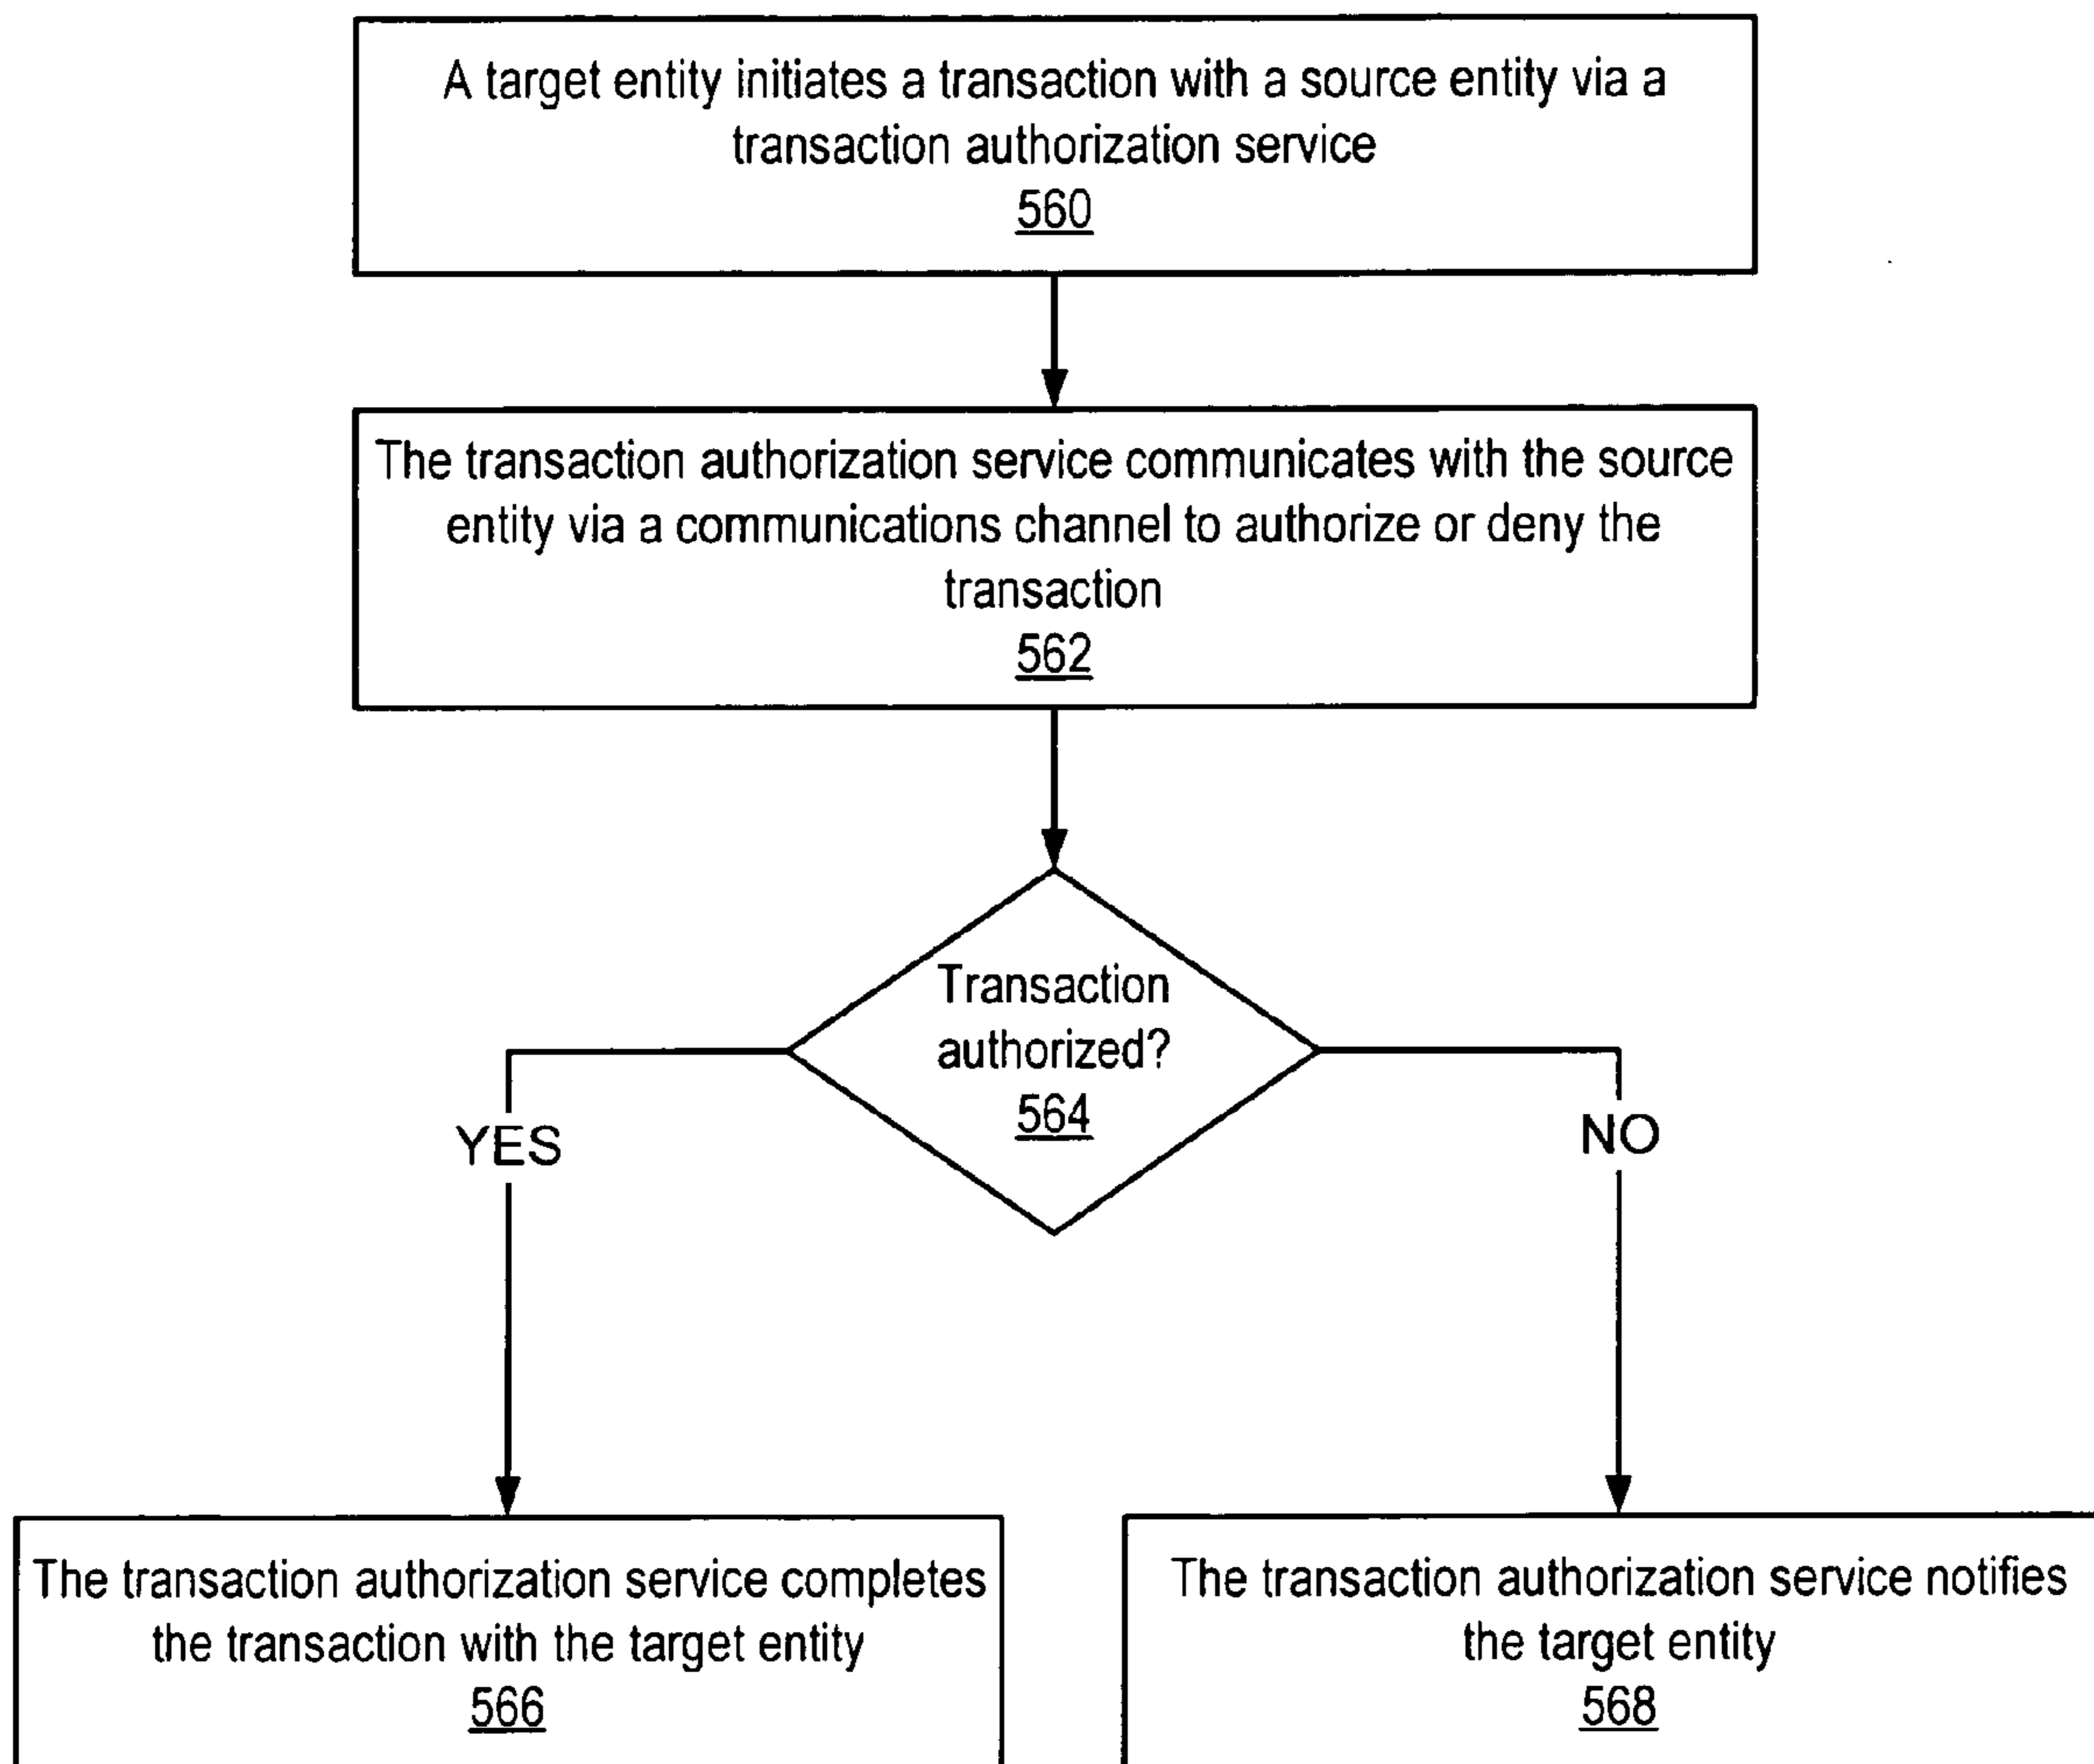 A target entity initiates a transaction with a source entity via a
transaction authorization service
560
The transaction authorization service communicates with the source
entity via a communications channel to authorize or deny the
transaction
562
Transaction
authorized?
564
YES
NO
The transaction authorization service completes
the transaction with the target entity
566
The transaction authorization service notifies
the target entity
568